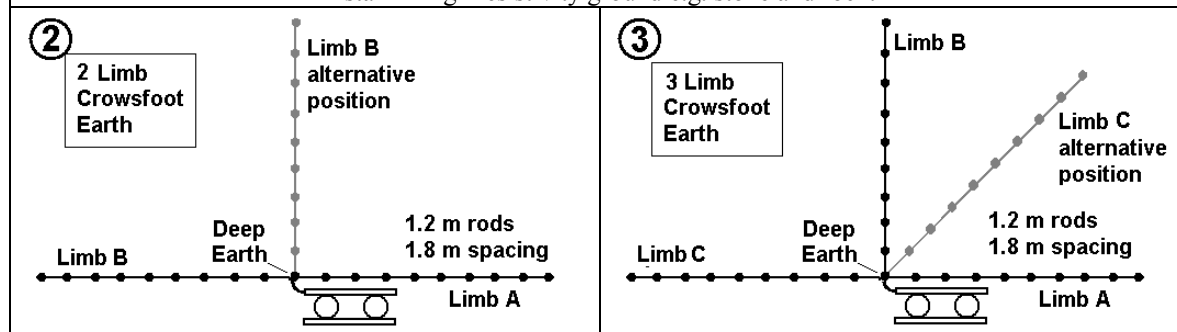 2
2 Limb
Crowsfoot
Earth
Limb B
alternative
position
Deep
Earth
1.2 m rods
1.8 m spacing
Limb B
Limb A
3
3 Limb
Crowsfoot
Earth
Limb B
Limb C
alternative
position
Deep
Earth
1.2 m rods
1.8 m spacing
Limb C
Limb A